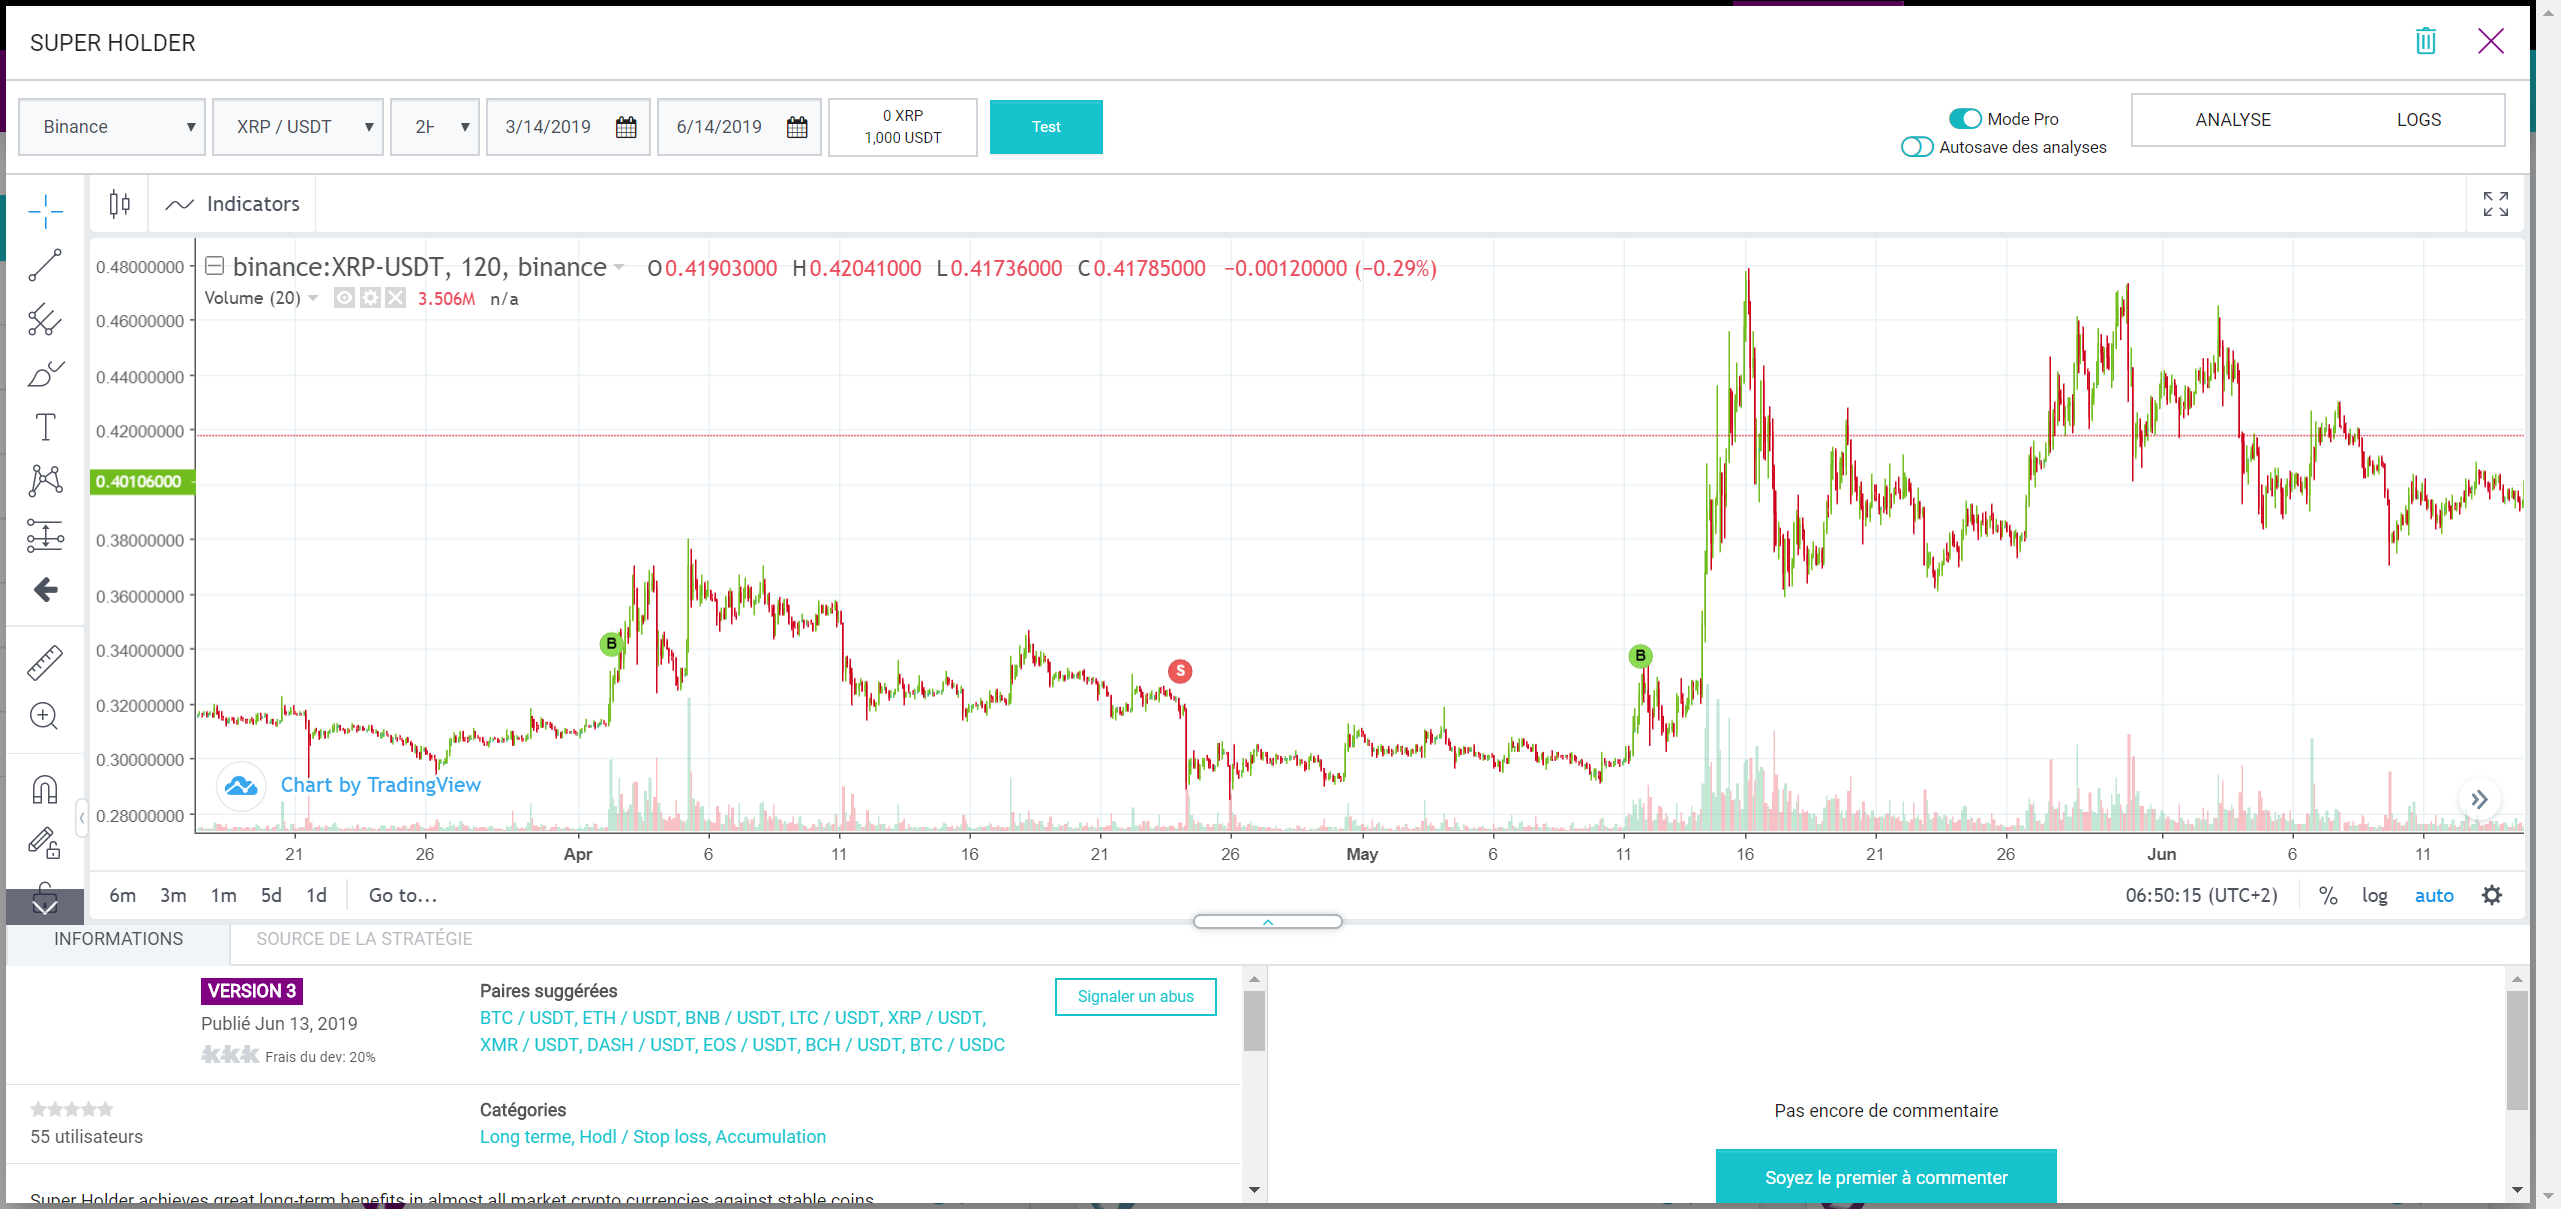 SUPER HOLDER
Binance ▼ XRP / USDT ▼ 2H ▼ 3/14/2019 6/14/2019
0 XRP
1,000 USDT
Test
Mode Pro
Autosave des analyses
ANALYSE LOGS
Indicators
binance:XRP-USDT, 120, binance O0.41903000 H0.42041000 L0.41736000 C0.41785000 −0.00120000 (−0.29%)
Volume (20) 3.506M n/a
0.48000000
0.46000000
0.44000000
0.42000000
0.40106000
0.38000000
0.36000000
0.34000000
0.32000000
0.30000000
0.28000000
B
S
B
Chart by TradingView
21 26 Apr 6 11 16 21 26 May 6 11 16 21 26 Jun 6 11
6m 3m 1m 5d 1d Go to... 06:50:15 (UTC+2) % log auto
INFORMATIONS SOURCE DE LA STRATÉGIE
VERSION 3
Publié Jun 13, 2019
Frais du dev: 20%
Paires suggérées
BTC / USDT, ETH / USDT, BNB / USDT, LTC / USDT, XRP / USDT,
XMR / USDT, DASH / USDT, EOS / USDT, BCH / USDT, BTC / USDC
Signaler un abus
55 utilisateurs
Catégories
Long terme, Hodl / Stop loss, Accumulation
Super Holder achieves great long-term benefits in almost all market crypto currencies against stable coins
Pas encore de commentaire
Soyez le premier à commenter